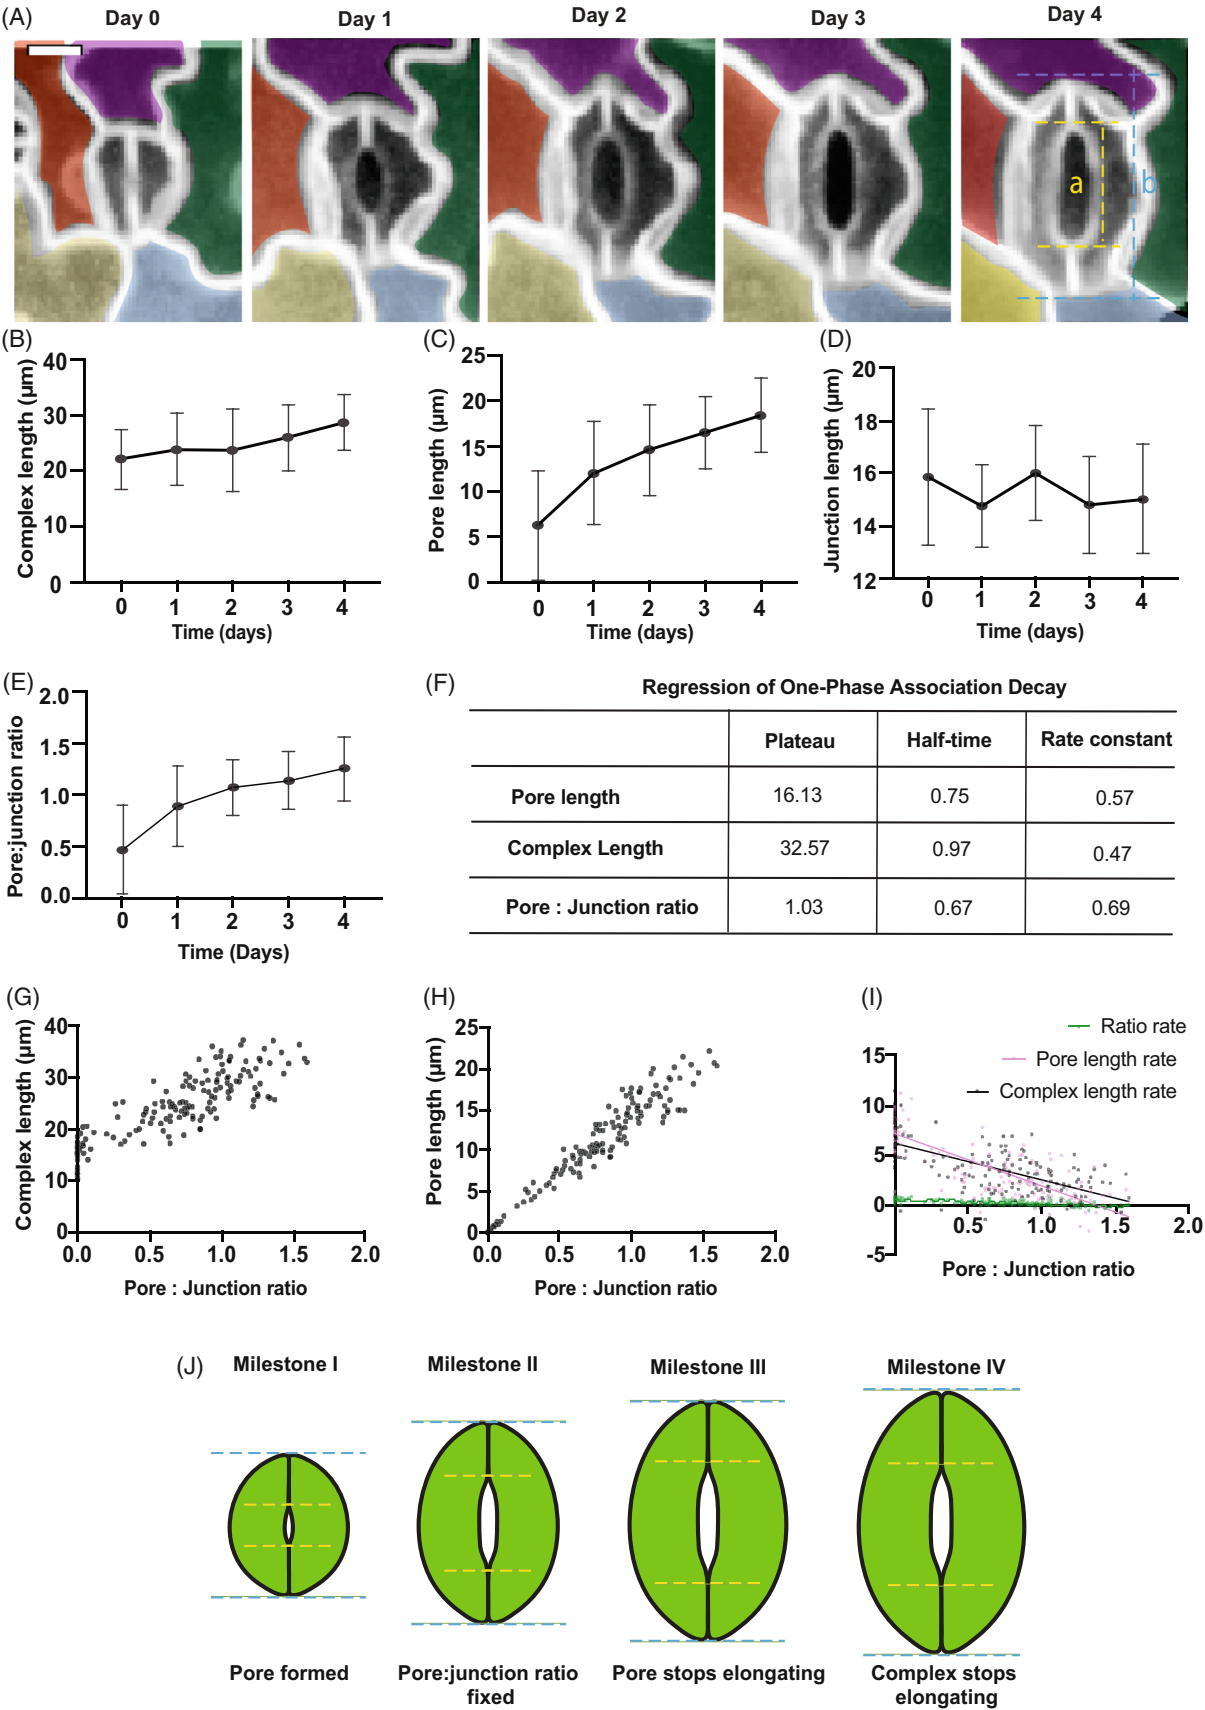 (A)
Day 0
Day 1
Day 2
Day 3
Day 4
a
b
(B)
Complex length (µm)
40
30
20
10
0
0 1 2 3 4
Time (days)
(C)
Pore length (µm)
25
20
15
10
5
0
0 1 2 3 4
Time (days)
(D)
Junction length (µm)
20
18
16
14
12
0 1 2 3 4
Time (days)
(E)
Pore:junction ratio
2.0
1.5
1.0
0.5
0.0
0 1 2 3 4
Time (Days)
(F)
Regression of One-Phase Association Decay
Plateau Half-time Rate constant
Pore length 16.13 0.75 0.57
Complex Length 32.57 0.97 0.47
Pore : Junction ratio 1.03 0.67 0.69
(G)
Complex length (µm)
40
30
20
10
0
0.0 0.5 1.0 1.5 2.0
Pore : Junction ratio
(H)
Pore length (µm)
25
20
15
10
5
0
0.0 0.5 1.0 1.5 2.0
Pore : Junction ratio
(I)
Ratio rate
Pore length rate
Complex length rate
15
10
5
0
-5
0.5 1.0 1.5 2.0
Pore : Junction ratio
(J)
Milestone I
Milestone II
Milestone III
Milestone IV
Pore formed
Pore:junction ratio
fixed
Pore stops elongating
Complex stops
elongating